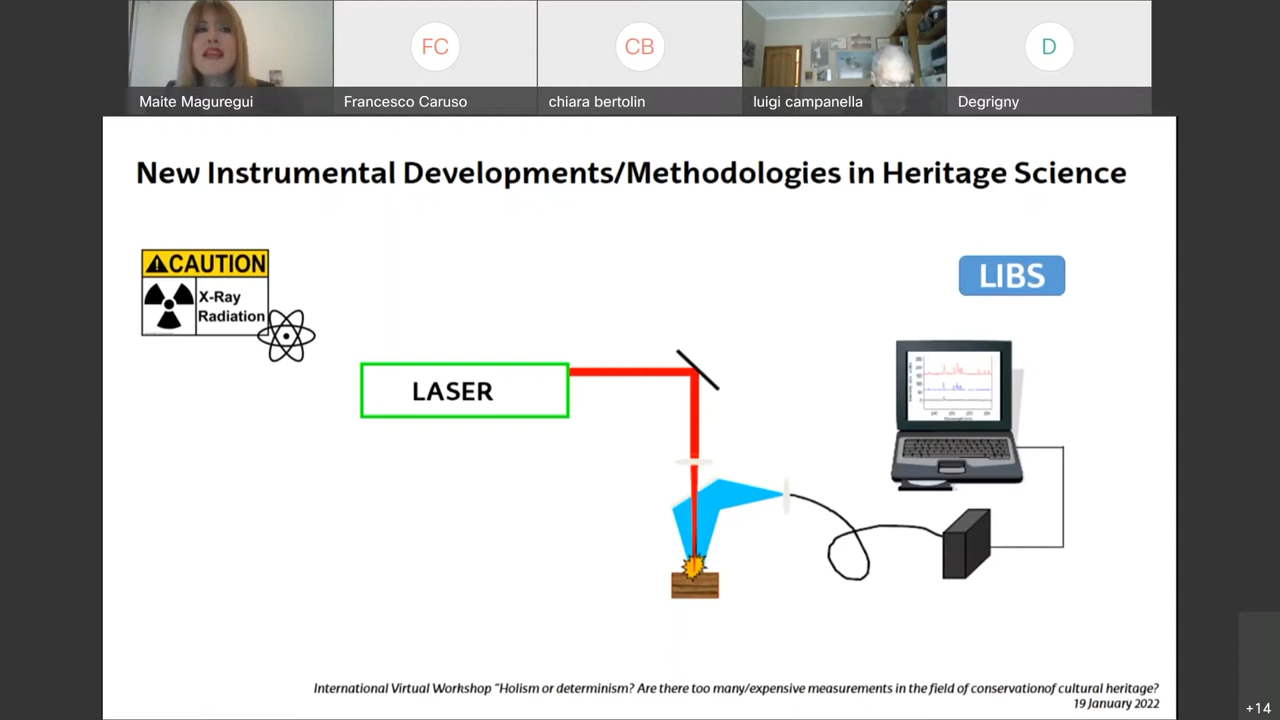 FC
CB
D
Maite Maguregui
Francesco Caruso
chiara bertolin
luigi campanella
Degrigny
New Instrumental Developments/Methodologies in Heritage Science
CAUTION
X-Ray
Radiation
LIBS
LASER
International Virtual Workshop "Holism or determinism? Are there too many/expensive measurements in the field of conservationof cultural heritage?
19 January 2022
+14